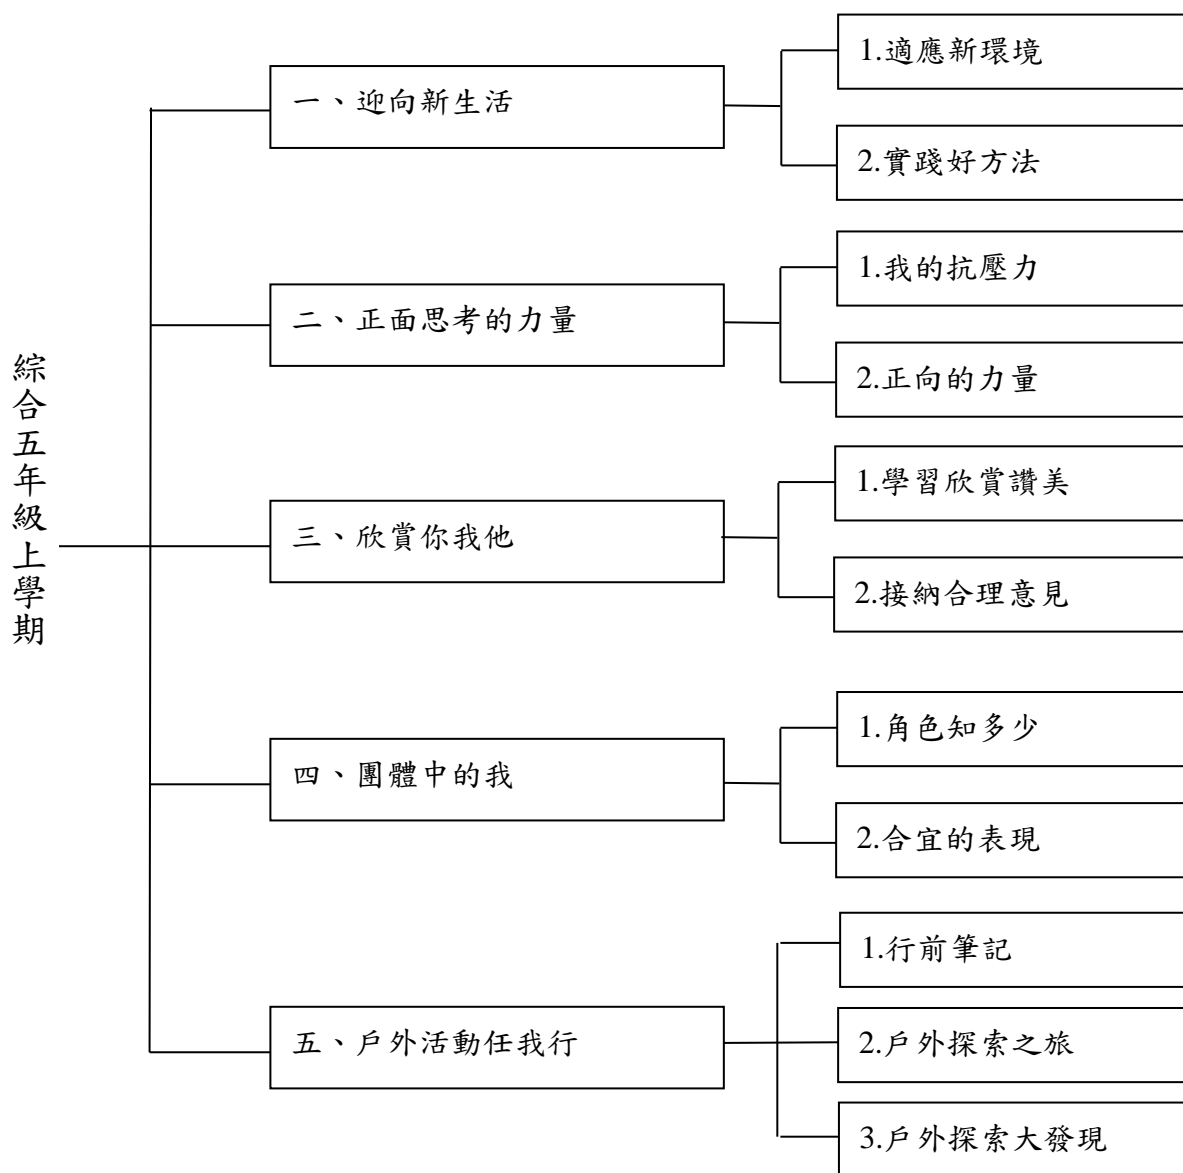 綜合五年級上學期
一、迎向新生活
1.適應新環境
2.實踐好方法
二、正面思考的力量
1.我的抗壓力
2.正向的力量
三、欣賞你我他
1.學習欣賞讚美
2.接納合理意見
四、團體中的我
1.角色知多少
2.合宜的表現
五、戶外活動任我行
1.行前筆記
2.戶外探索之旅
3.戶外探索大發現